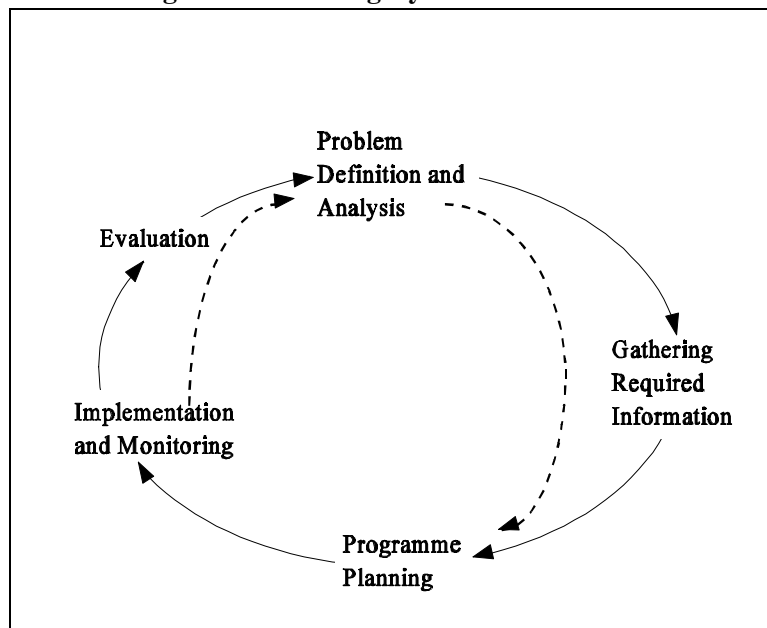 Problem
Definition and
Analysis
Evaluation
Gathering
Required
Information
Implementation
and Monitoring
Programme
Planning